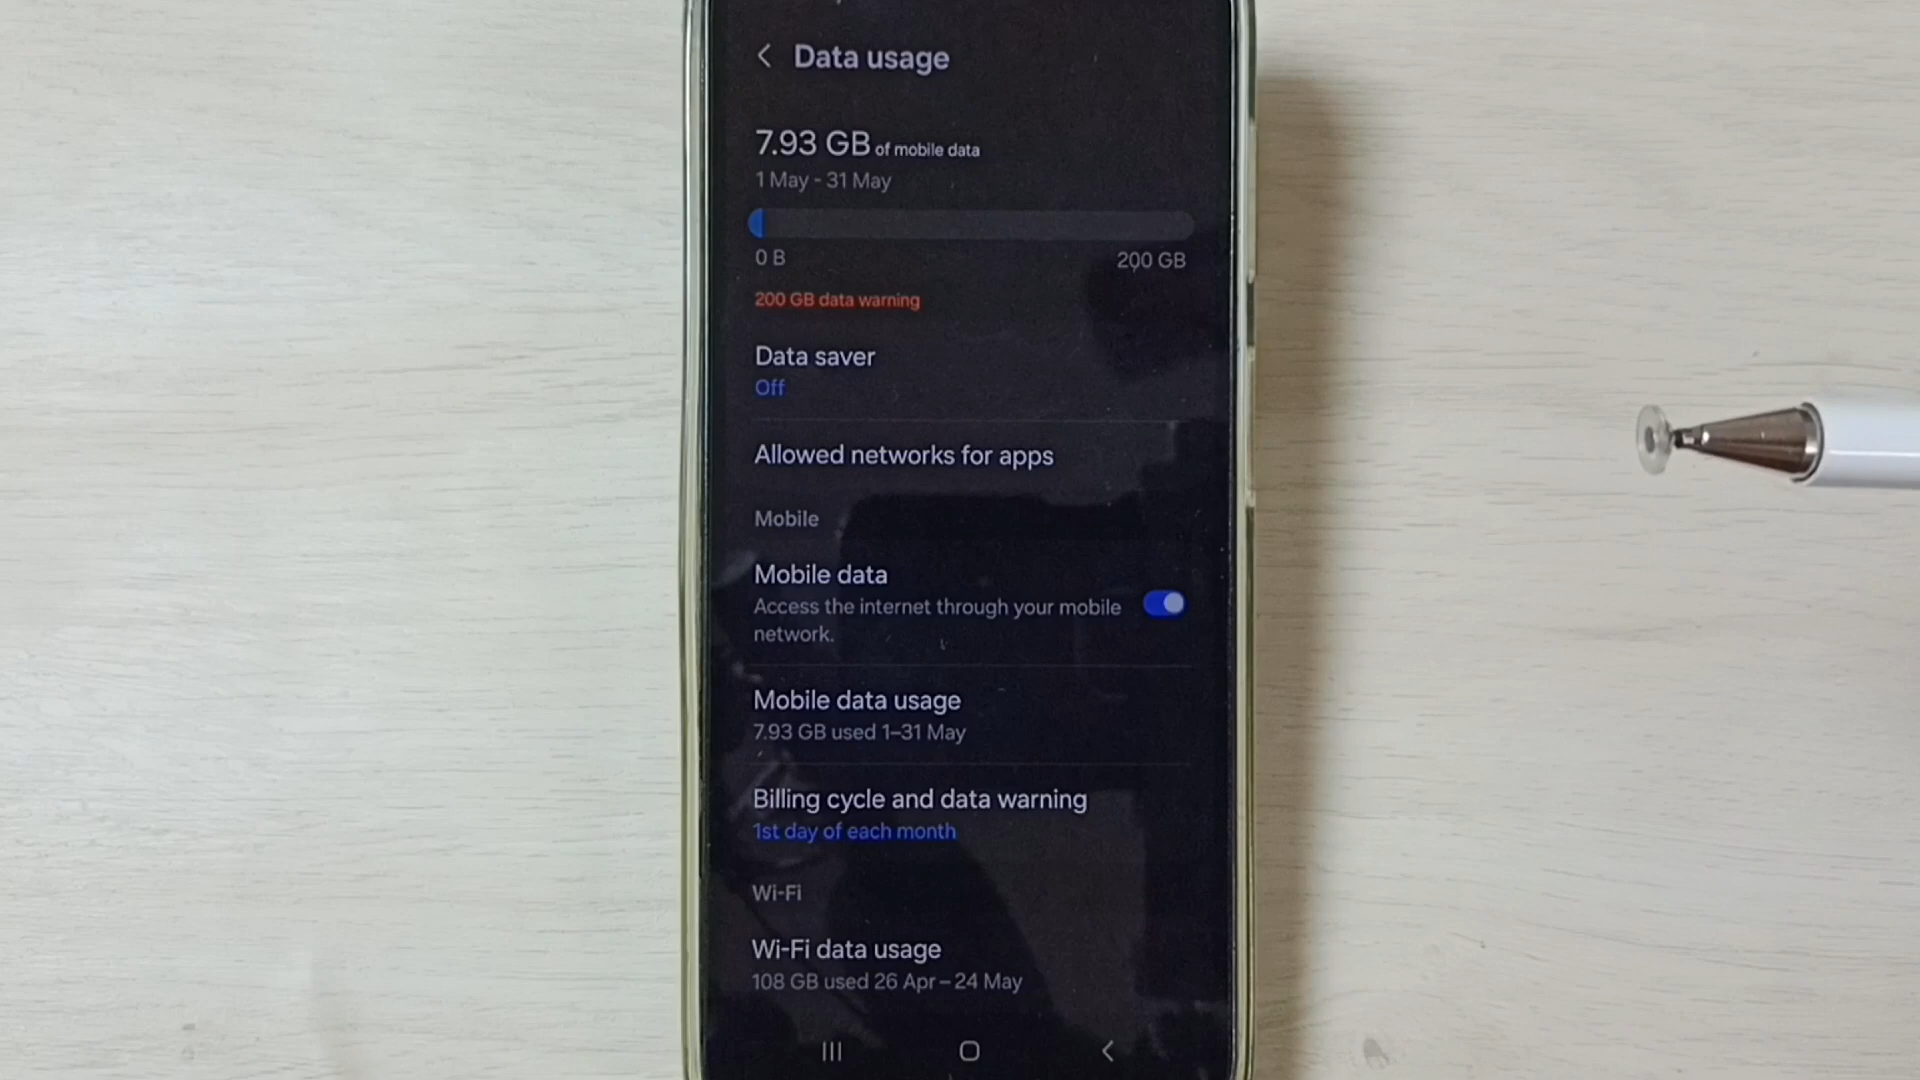 Data usage
7.93 GB of mobile data
1 May - 31 May
0 B
200 GB
200 GB data warning
Data saver
Off
Allowed networks for apps
Mobile
Mobile data
Access the internet through your mobile
network.
Mobile data usage
7.93 GB used 1–31 May
Billing cycle and data warning
1st day of each month
Wi-Fi
Wi-Fi data usage
108 GB used 26 Apr – 24 May